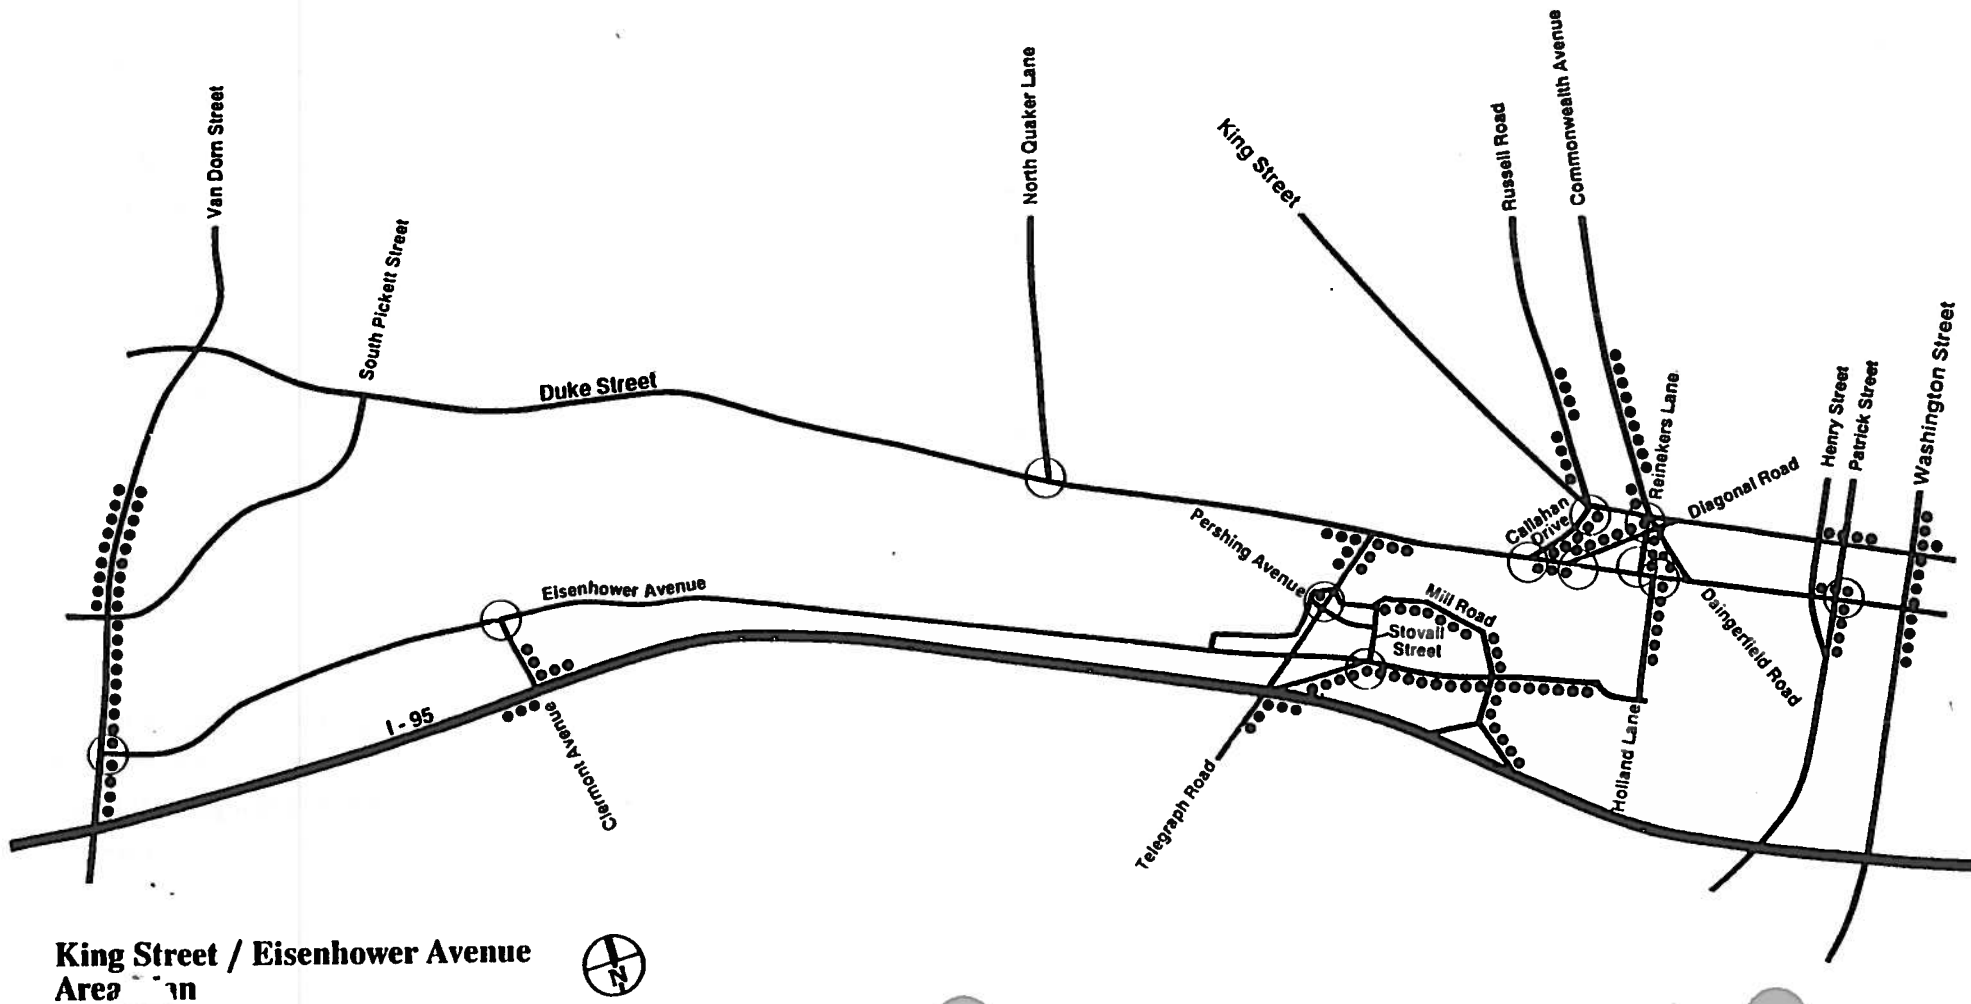 Van Dorn Street
South Pickett Street
Duke Street
North Quaker Lane
King Street
Russell Road
Commonwealth Avenue
Reinekers Lane
Diagonal Road
Henry Street
Patrick Street
Washington Street
Callahan
Drive
Pershing Avenue
Eisenhower Avenue
Mill Road
Stovall
Street
Daingerfield Road
I - 95
Clermont Avenue
Telegraph Road
Holland Lane
King Street / Eisenhower Avenue
Area
N